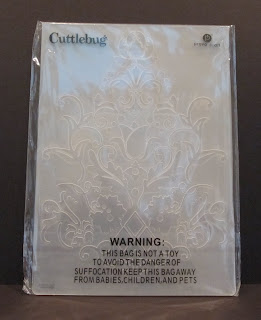 Cuttlebug
WARNING:
THIS BAG IS NOT A TOY
TO AVOID THE DANGER OF
SUFFOCATION KEEP THIS BAG AWAY
FROM BABIES,CHILDREN,AND PETS